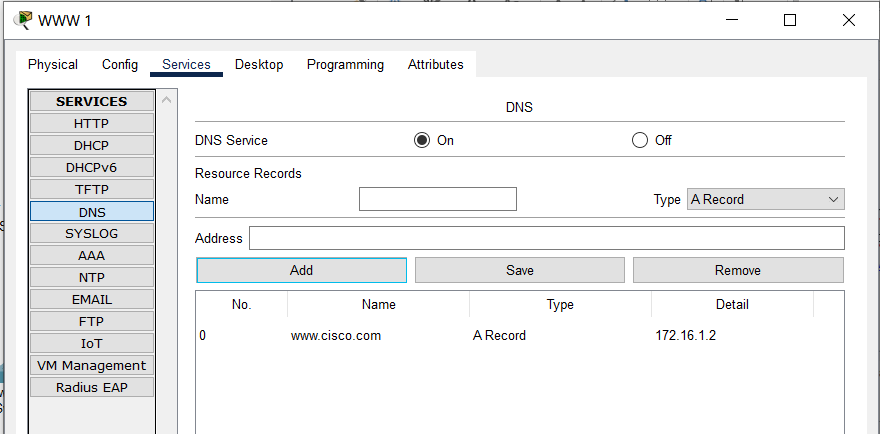 WWW 1
Physical Config Services Desktop Programming Attributes
SERVICES
HTTP
DHCP
DHCPv6
TFTP
DNS
SYSLOG
AAA
NTP
EMAIL
FTP
IoT
VM Management
Radius EAP
DNS
DNS Service On Off
Resource Records
Name Type A Record
Address
Add Save Remove
No. Name Type Detail
0 www.cisco.com A Record 172.16.1.2